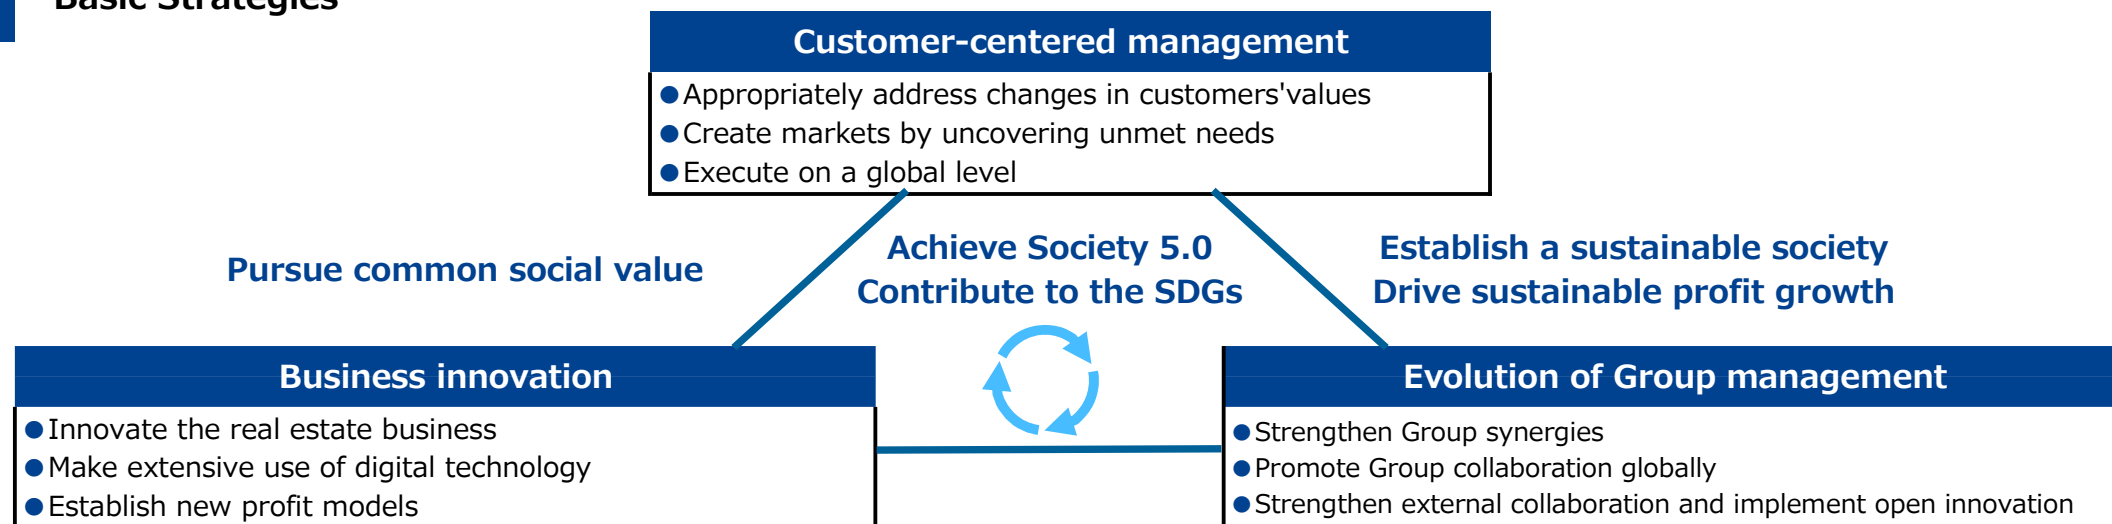 Basic Strategies
Customer-centered management
●Appropriately address changes in customers'values
●Create markets by uncovering unmet needs
●Execute on a global level
Pursue common social value
Achieve Society 5.0
Contribute to the SDGs
Establish a sustainable society
Drive sustainable profit growth
Business innovation
●Innovate the real estate business
●Make extensive use of digital technology
●Establish new profit models
Evolution of Group management
●Strengthen Group synergies
●Promote Group collaboration globally
●Strengthen external collaboration and implement open innovation